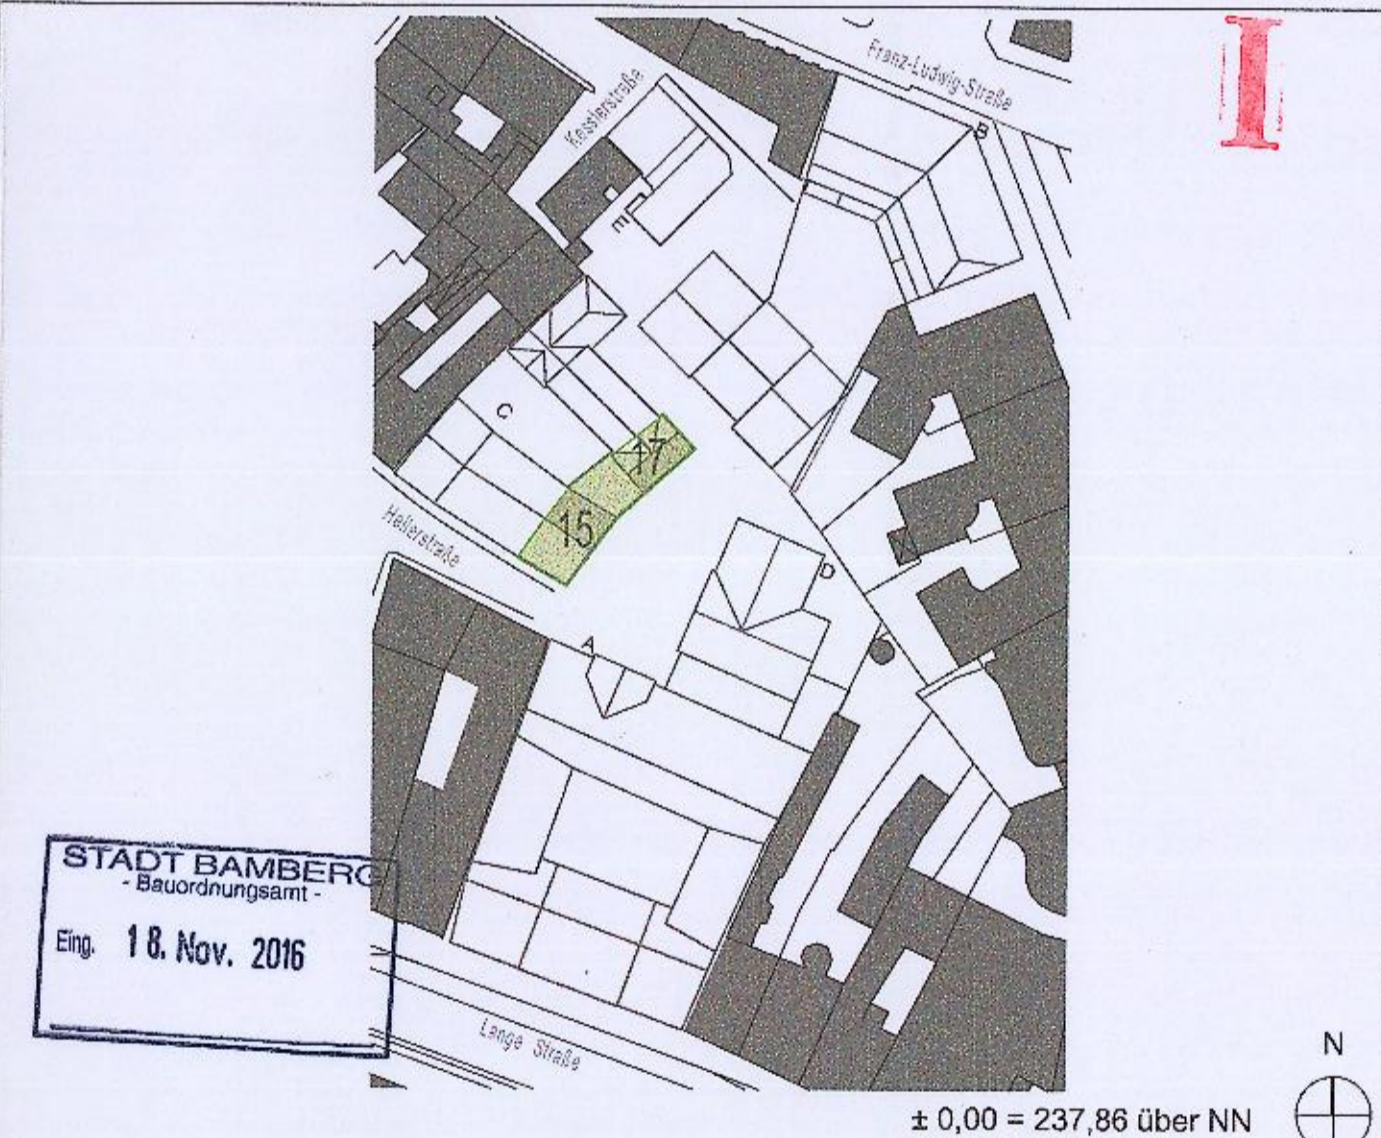 I
Franz-Ludwig-Straße
Kesslerstraße
B
E
C
17
15
Hellerstraße
D
A
STADT BAMBERG
- Bauordnungsamt -
Eing. 18. Nov. 2016
Lange Straße
N
± 0,00 = 237,86 über NN